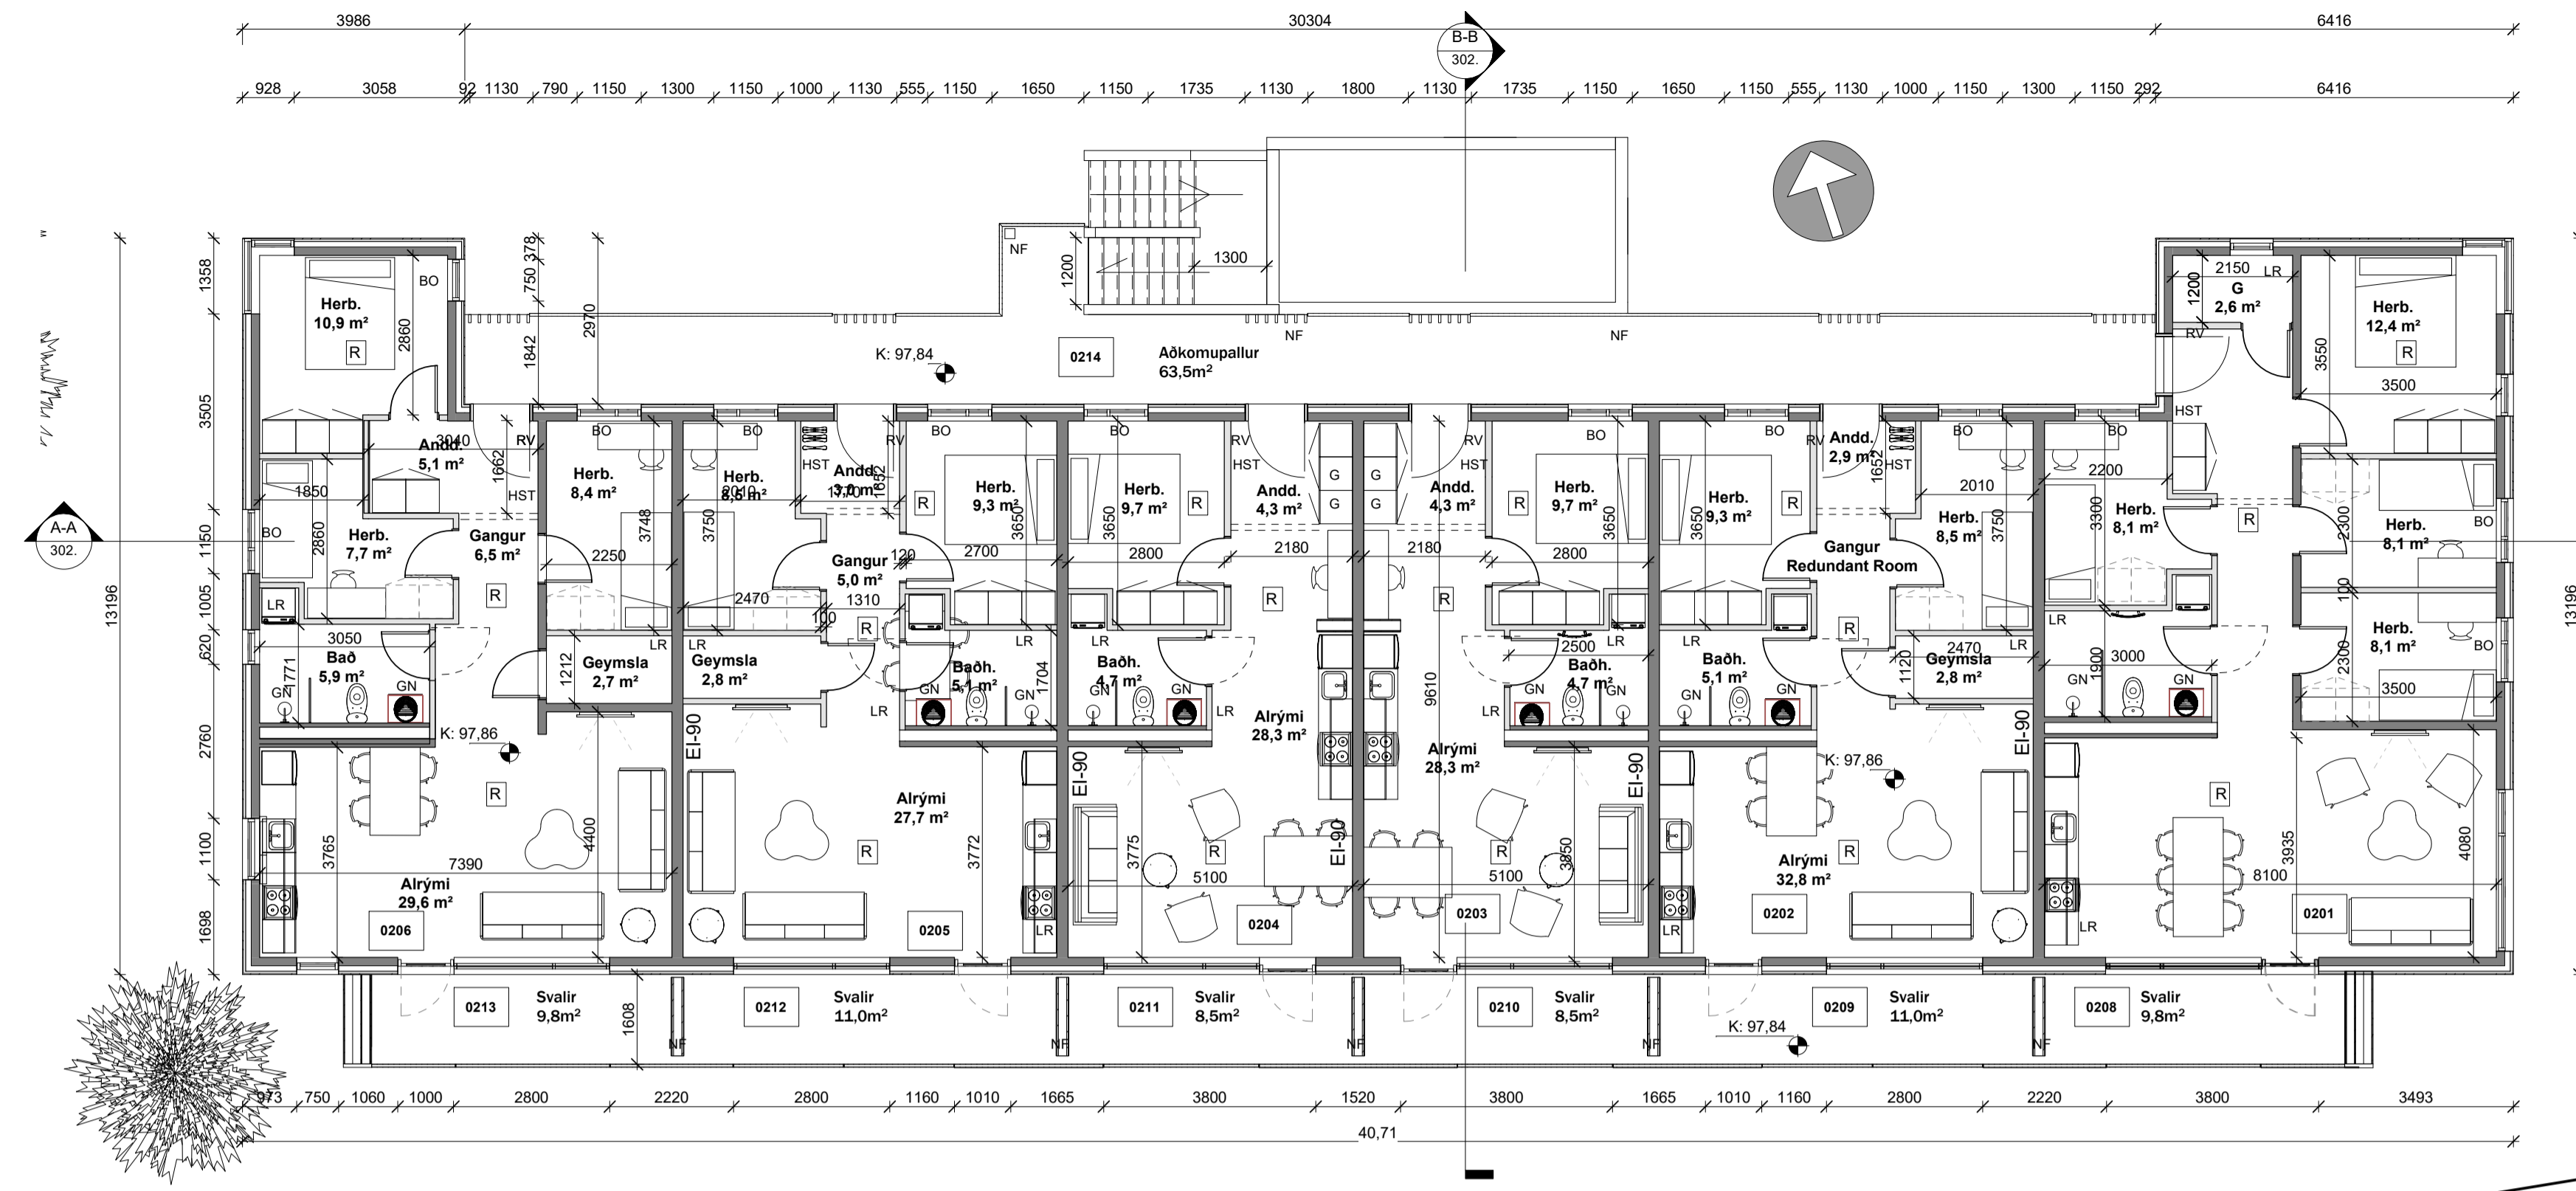 3986 30304 6416
B-B
302.
928 3058 92 1130 790 1150 1300 1150 1000 1130 555 1150 1650 1150 1735 1130 1800 1130 1735 1150 1650 1150 555 1130 1000 1150 1300 1150 292 6416
13196
1358
3505
1150
1005
620
2760
1100
1698
378
750
1842
2970
NF
1200
1300
NF
NF
K: 97,84
0214
Aðkomupallur
63,5m²
A-A
302.
Herb.
10,9 m²
R
BO
2860
Andd.
5,1 m²
3040
1662
RV
HST
1850
BO
2860
Herb.
7,7 m²
Gangur
6,5 m²
R
LR
3050
Bað
5,9 m²
1771
GN
GN
K: 97,86
R
3765
7390
4400
Alrými
29,6 m²
0206
BO
Herb.
8,4 m²
3748
2250
1212
Geymsla
2,7 m²
BO
Herb.
8,5 m²
2010
3750
2470
LR
LR
Geymsla
2,8 m²
EI-90
HST
Andd.
3,0 m²
1770
1652
RV
Gangur
5,0 m²
120
1310
100
R
BO
R
Herb.
9,3 m²
3650
2700
LR
Baðh.
5,1 m²
1704
GN
GN
LR
Alrými
27,7 m²
R
3772
0205
LR
BO
Herb.
9,7 m²
R
3650
2800
RV
HST
Andd.
4,3 m²
G
G
2180
R
LR
Baðh.
4,7 m²
GN
GN
LR
Alrými
28,3 m²
EI-90
EI-90
3775
R
5100
0204
RV
HST
G
G
Andd.
4,3 m²
2180
R
9610
BO
R
Herb.
9,7 m²
3650
2800
2500
LR
Baðh.
4,7 m²
GN
GN
LR
Alrými
28,3 m²
EI-90
R
3850
5100
0203
BO
R
Herb.
9,3 m²
3650
RV
Andd.
2,9 m²
1652
HST
Gangur
Redundant Room
R
LR
Baðh.
5,1 m²
GN
GN
BO
2010
Herb.
8,5 m²
3750
LR
2470
1120
Geymsla
2,8 m²
EI-90
K: 97,86
Alrými
32,8 m²
R
0202
LR
2150
LR
1200
G
2,6 m²
RV
HST
Herb.
12,4 m²
R
3550
3500
BO
2200
3300
Herb.
8,1 m²
R
2300
Herb.
8,1 m²
BO
100
Herb.
8,1 m²
BO
2300
3500
LR
3000
1900
GN
GN
R
3935
4080
8100
0201
LR
13196
0213
Svalir
9,8m²
1608
NF
0212
Svalir
11,0m²
NF
0211
Svalir
8,5m²
NF
0210
Svalir
8,5m²
NF
0209
Svalir
11,0m²
K: 97,84
NF
0208
Svalir
9,8m²
973 750 1060 1000 2800 2220 2800 1160 1010 1665 3800 1520 3800 1665 1010 1160 2800 2220 3800 3493
40,71